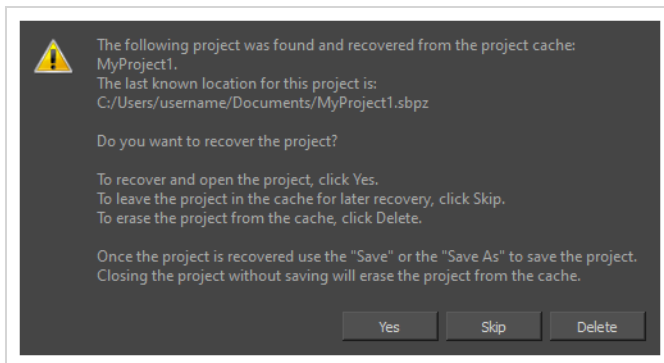 The following project was found and recovered from the project cache:
MyProject1.
The last known location for this project is:
C:/Users/username/Documents/MyProject1.sbpz
Do you want to recover the project?
To recover and open the project, click Yes.
To leave the project in the cache for later recovery, click Skip.
To erase the project from the cache, click Delete.
Once the project is recovered use the "Save" or the "Save As" to save the project.
Closing the project without saving will erase the project from the cache.
Yes
Skip
Delete